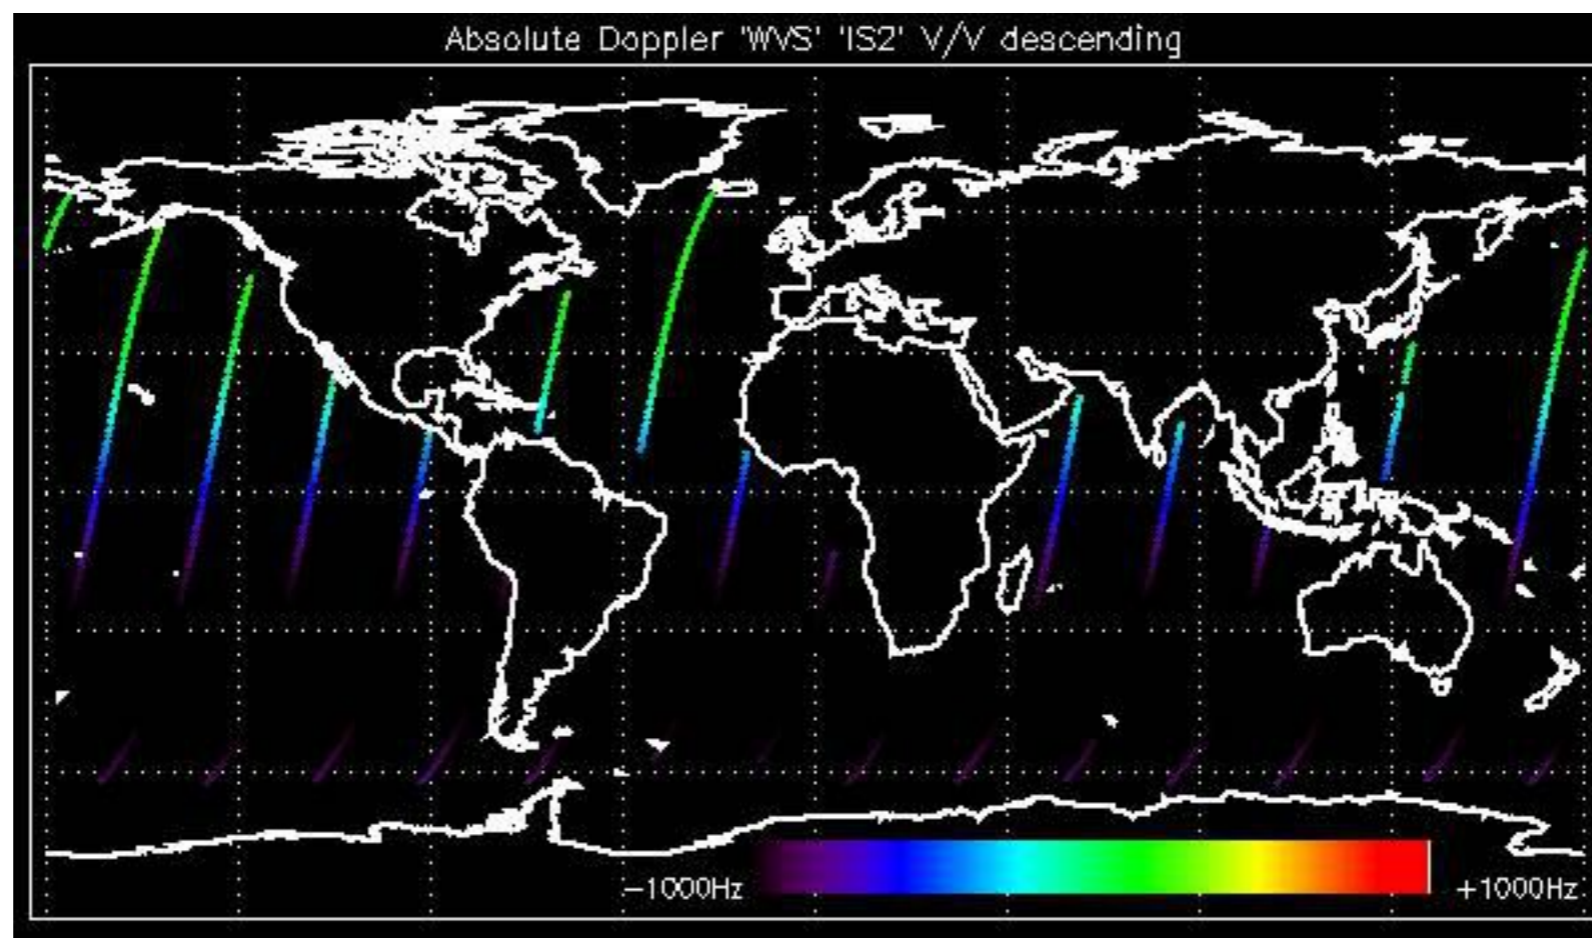 Absolute Doppler 'WVS' 'IS2' V/V descending
−1000Hz
+1000Hz